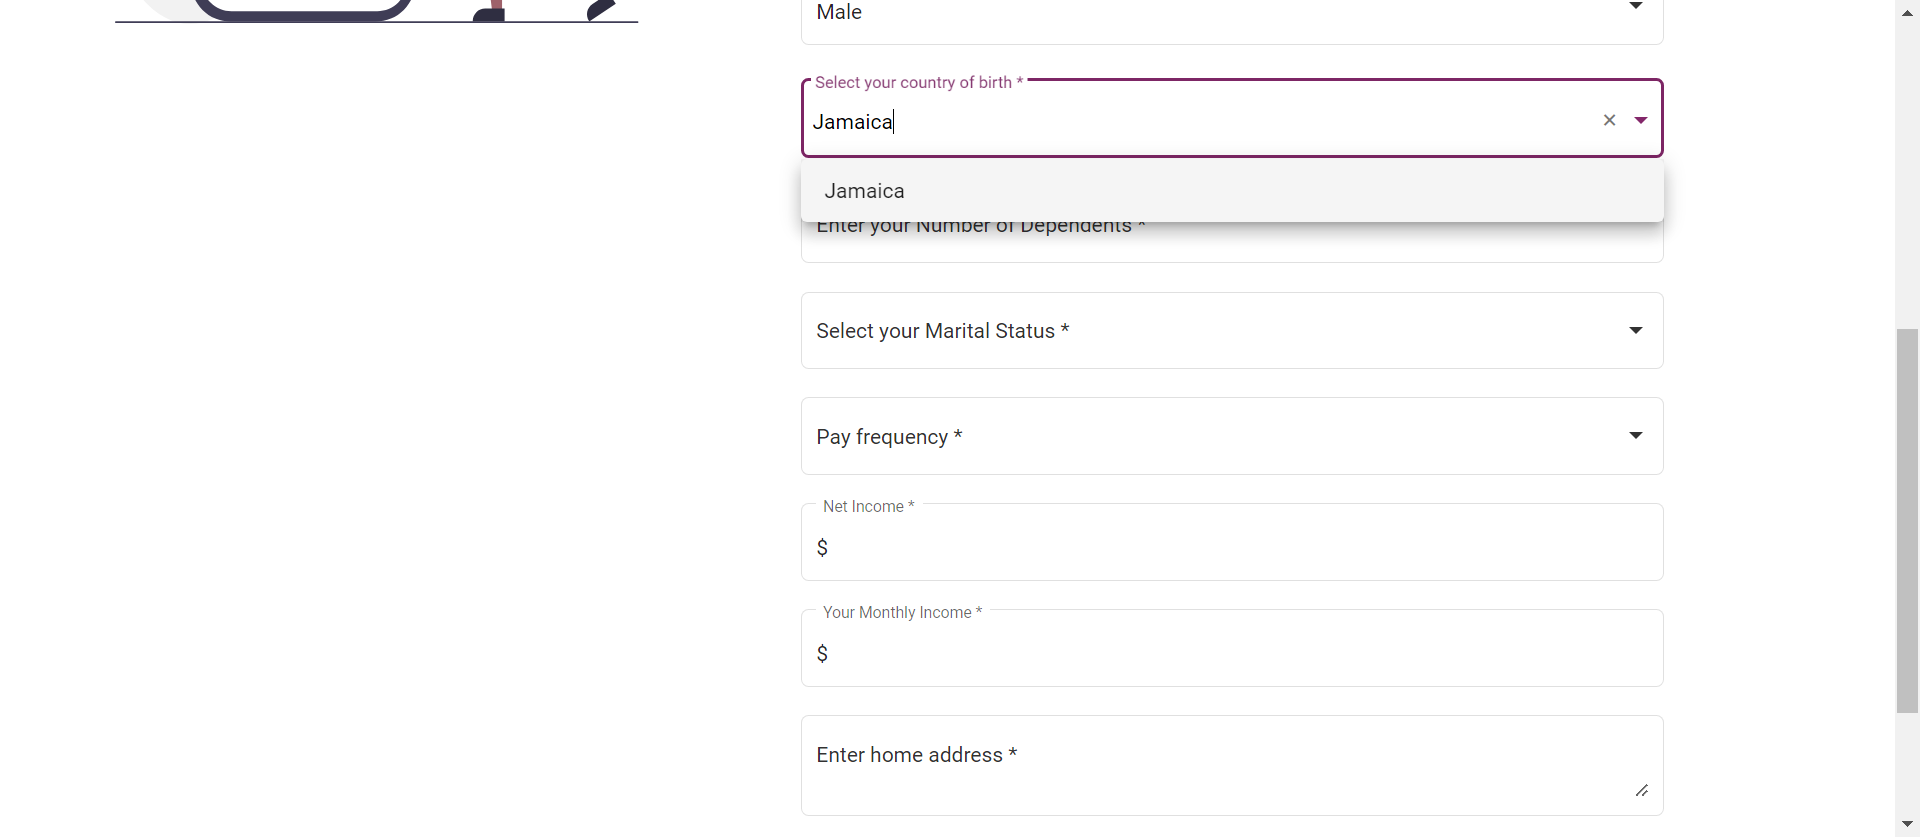 Male
Select your country of birth *
Jamaica
Jamaica
Enter your Number of Dependents *
Select your Marital Status *
Pay frequency *
Net Income *
$
Your Monthly Income *
$
Enter home address *